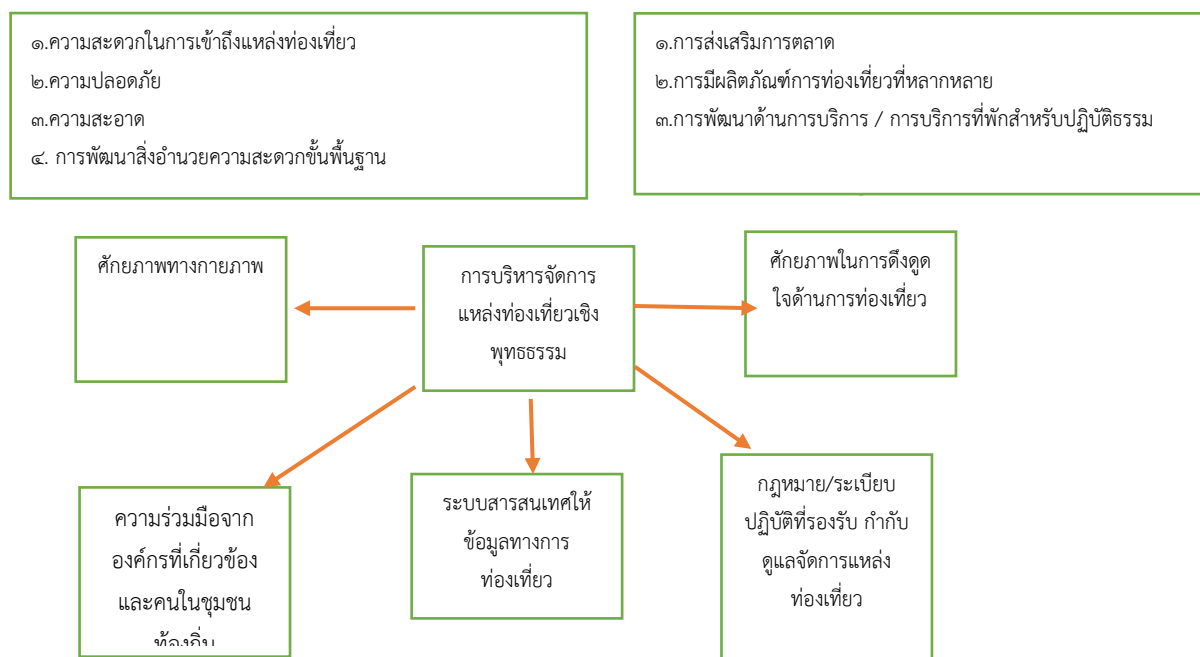 ๑.ความสะดวกในการเข้าถึงแหล่งท่องเที่ยว
๒.ความปลอดภัย
๓.ความสะอาด
๔. การพัฒนาสิ่งอำนวยความสะดวกขั้นพื้นฐาน
๑.การส่งเสริมการตลาด
๒.การมีผลิตภัณฑ์การท่องเที่ยวที่หลากหลาย
๓.การพัฒนาด้านการบริการ / การบริการที่พักสำหรับปฏิบัติธรรม
ศักยภาพทางกายภาพ
การบริหารจัดการ
แหล่งท่องเที่ยวเชิง
พุทธธรรม
ศักยภาพในการดึงดูด
ใจด้านการท่องเที่ยว
ความร่วมมือจาก
องค์กรที่เกี่ยวข้อง
และคนในชุมชน
ท้องถิ่น
ระบบสารสนเทศให้
ข้อมูลทางการ
ท่องเที่ยว
กฎหมาย/ระเบียบ
ปฏิบัติที่รองรับ กำกับ
ดูแลจัดการแหล่ง
ท่องเที่ยว